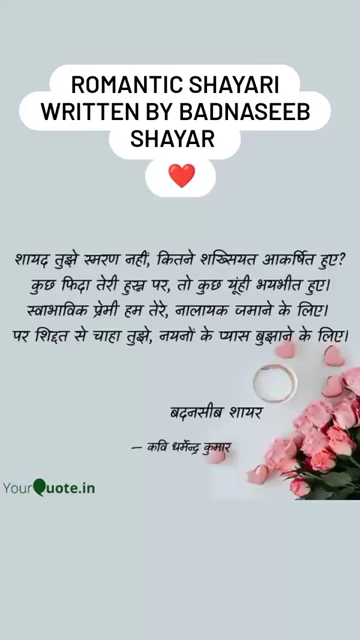 ROMANTIC SHAYARI
WRITTEN BY BADNASEEB
SHAYAR
❤️
शायद तुझे स्मरण नहीं, कितने शख्सियत आकर्षित हुए?
कुछ फिदा तेरी हुस्न पर, तो कुछ यूंही भयभीत हुए।
स्वाभाविक प्रेमी हम तेरे, नालायक जमाने के लिए।
पर शिद्दत से चाहा तुझे, नयनों के प्यास बुझाने के लिए।
बदनसीब शायर
— कवि धर्मेन्द्र कुमार
YourQuote.in